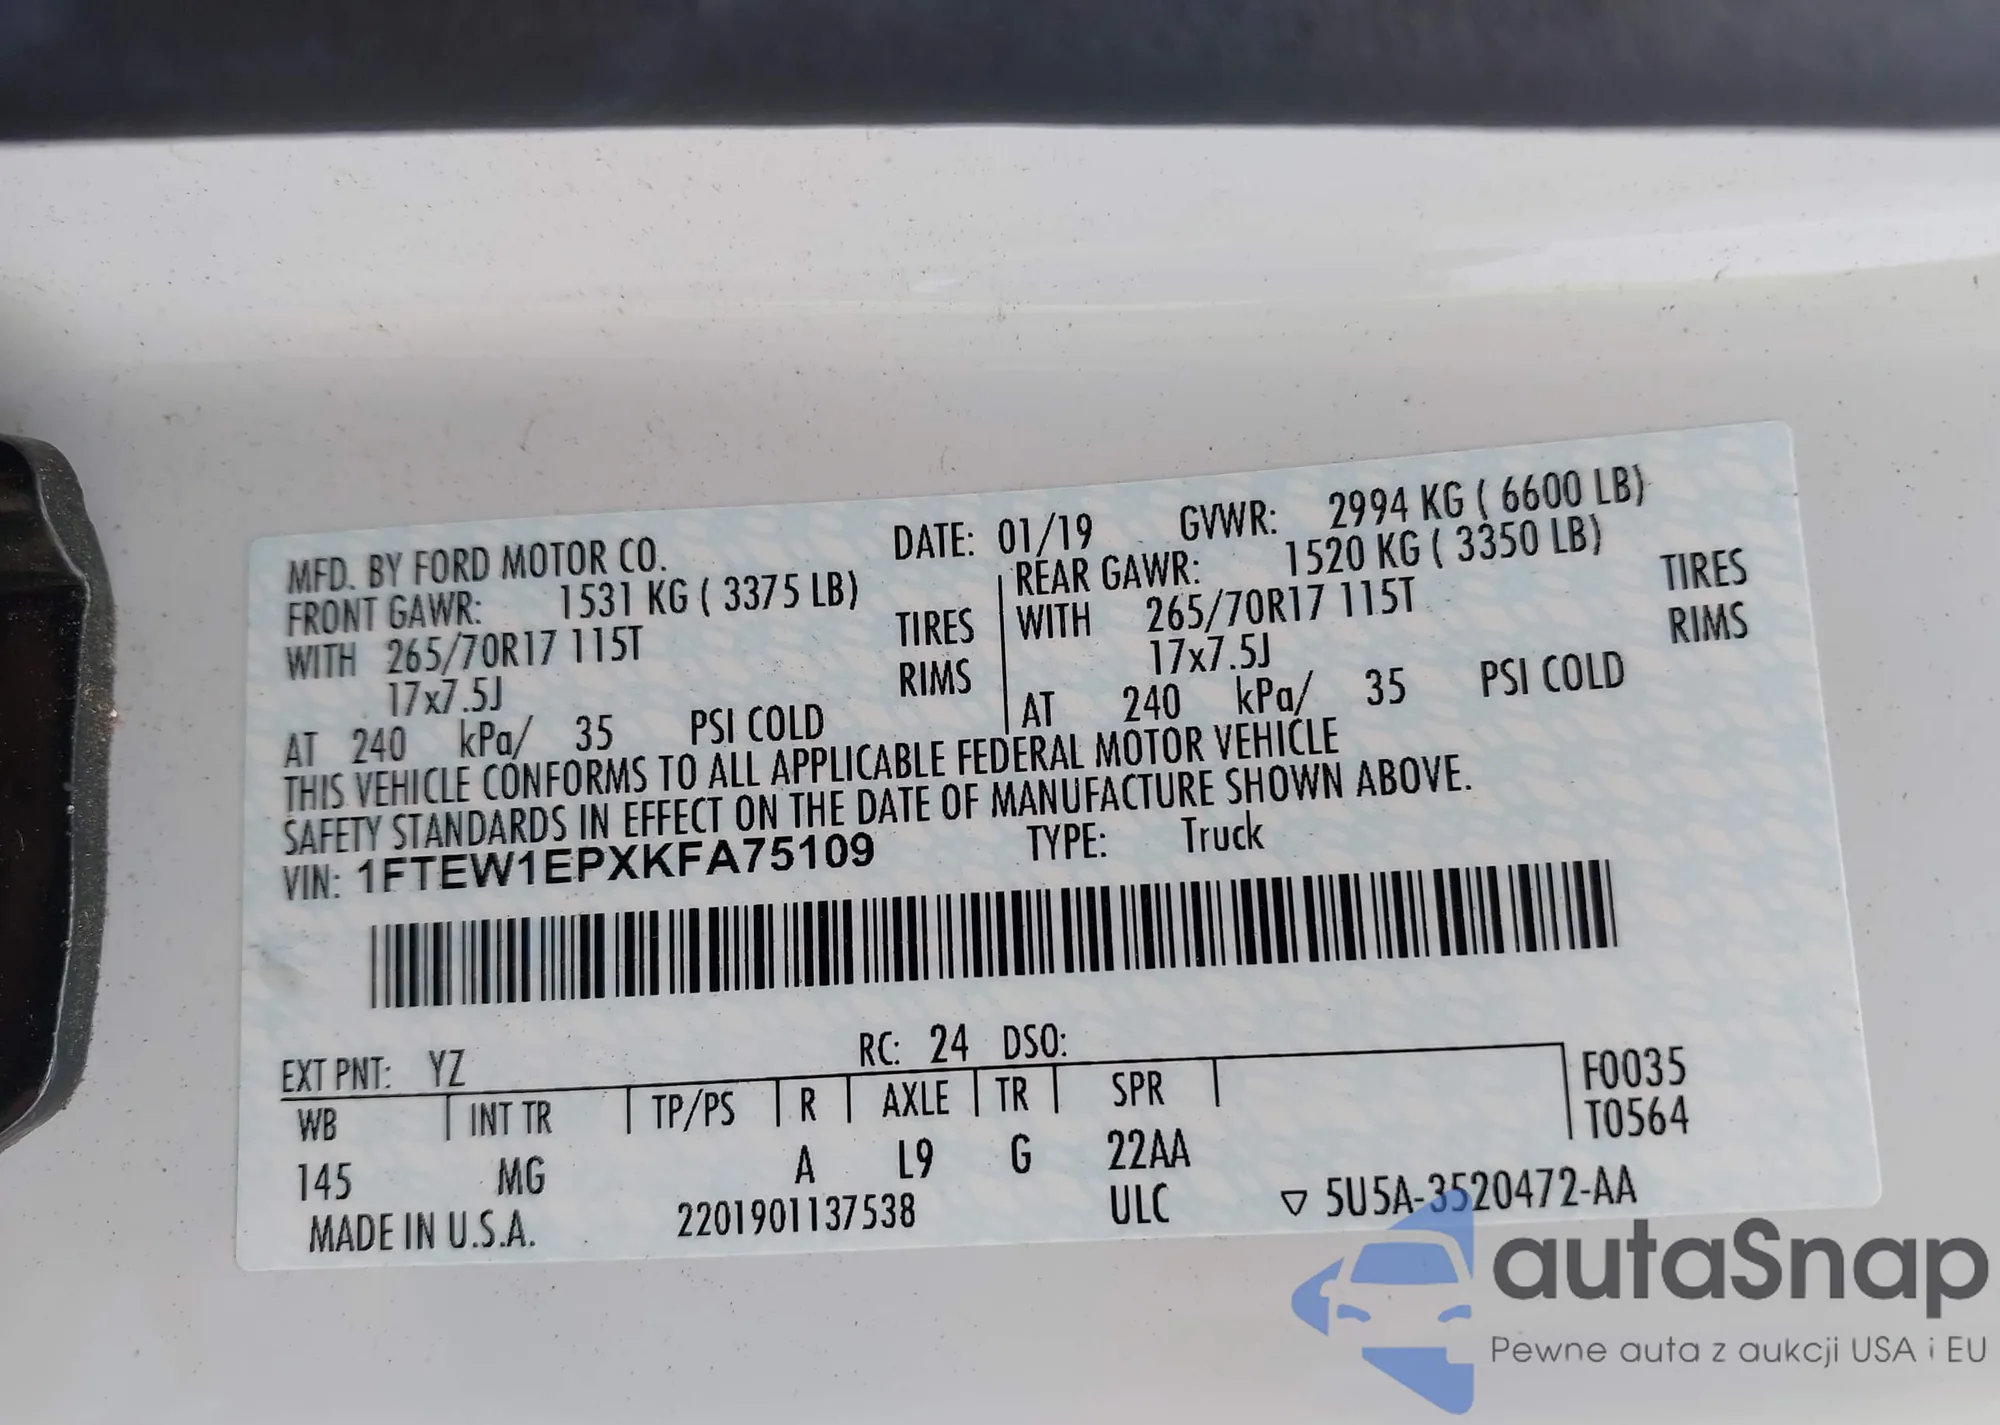 MFD. BY FORD MOTOR CO. DATE: 01/19 GVWR: 2994 KG ( 6600 LB)
FRONT GAWR: 1531 KG ( 3375 LB) REAR GAWR: 1520 KG ( 3350 LB)
WITH 265/70R17 115T TIRES WITH 265/70R17 115T TIRES
17x7.5J RIMS 17x7.5J RIMS
AT 240 kPa/ 35 PSI COLD AT 240 kPa/ 35 PSI COLD
THIS VEHICLE CONFORMS TO ALL APPLICABLE FEDERAL MOTOR VEHICLE
SAFETY STANDARDS IN EFFECT ON THE DATE OF MANUFACTURE SHOWN ABOVE.
VIN: 1FTEW1EPXKFA75109 TYPE: Truck
EXT PNT: YZ RC: 24 DSO:
WB INT TR TP/PS R AXLE TR SPR F0035
T0564
145 MG A L9 G 22AA
MADE IN U.S.A. 2201901137538 ULC ▽ 5U5A-3520472-AA
autaSnap
Pewne auta z aukcji USA i EU